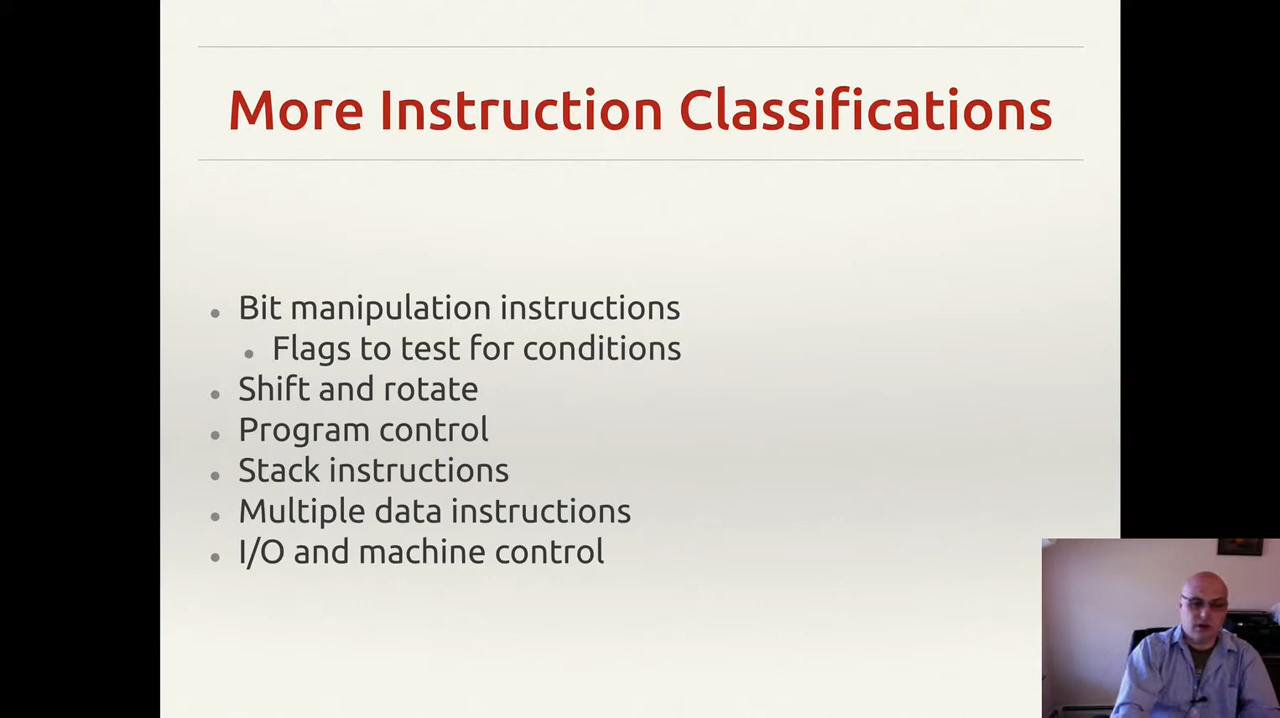 More Instruction Classifications
Bit manipulation instructions
Flags to test for conditions
Shift and rotate
Program control
Stack instructions
Multiple data instructions
I/O and machine control